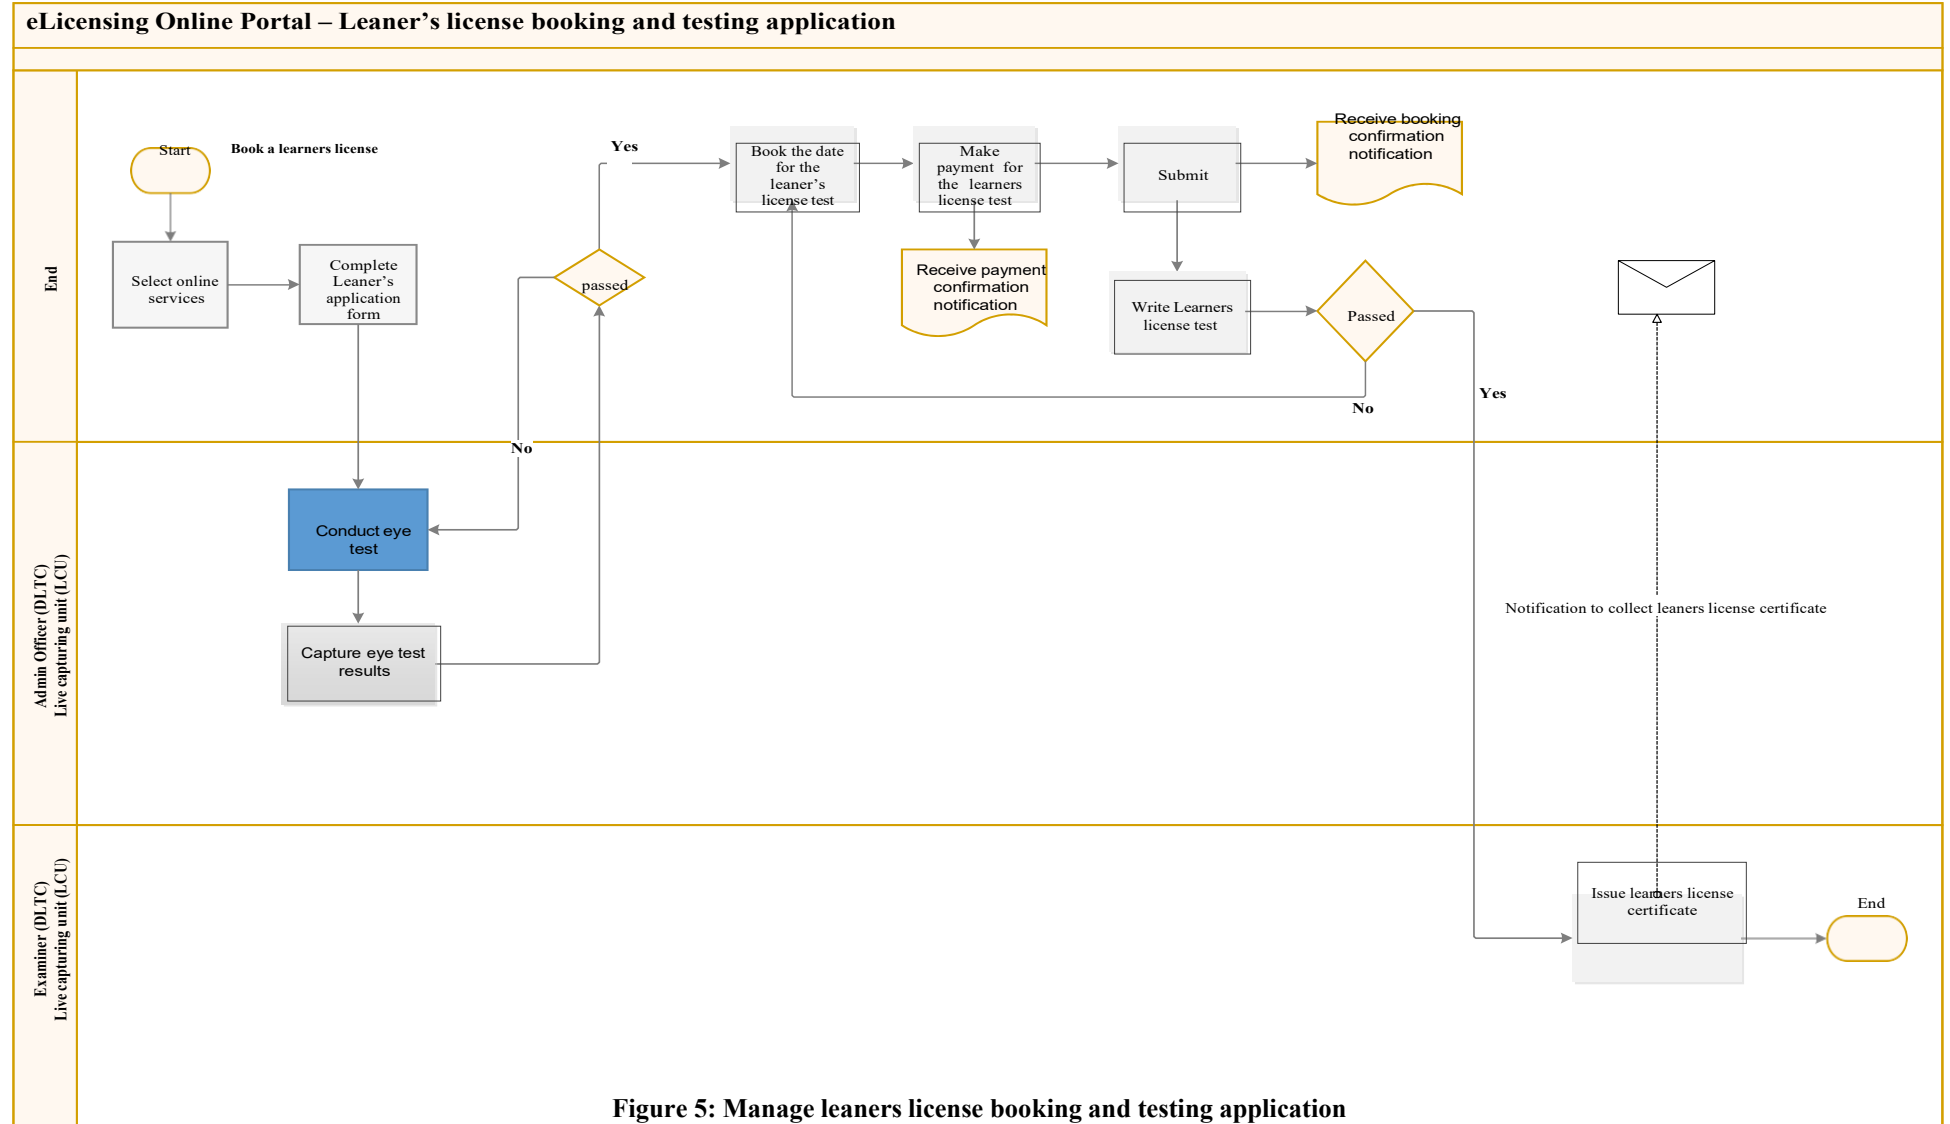 eLicensing Online Portal – Leaner’s license booking and testing application
End
Start
Book a learners license
Select online
services
Complete
Leaner’s
application
form
Yes
passed
No
Book the date
for the
leaner’s
license test
Make
payment for
the learners
license test
Submit
Receive booking
confirmation
notification
Receive payment
confirmation
notification
Write Learners
license test
Passed
No
Yes
Admin Officer (DLTC)
Live capturing unit (LCU)
Conduct eye
test
Capture eye test
results
Notification to collect leaners license certificate
Examiner (DLTC)
Live capturing unit (LCU)
Issue learners license
certificate
End
Figure 5: Manage leaners license booking and testing application